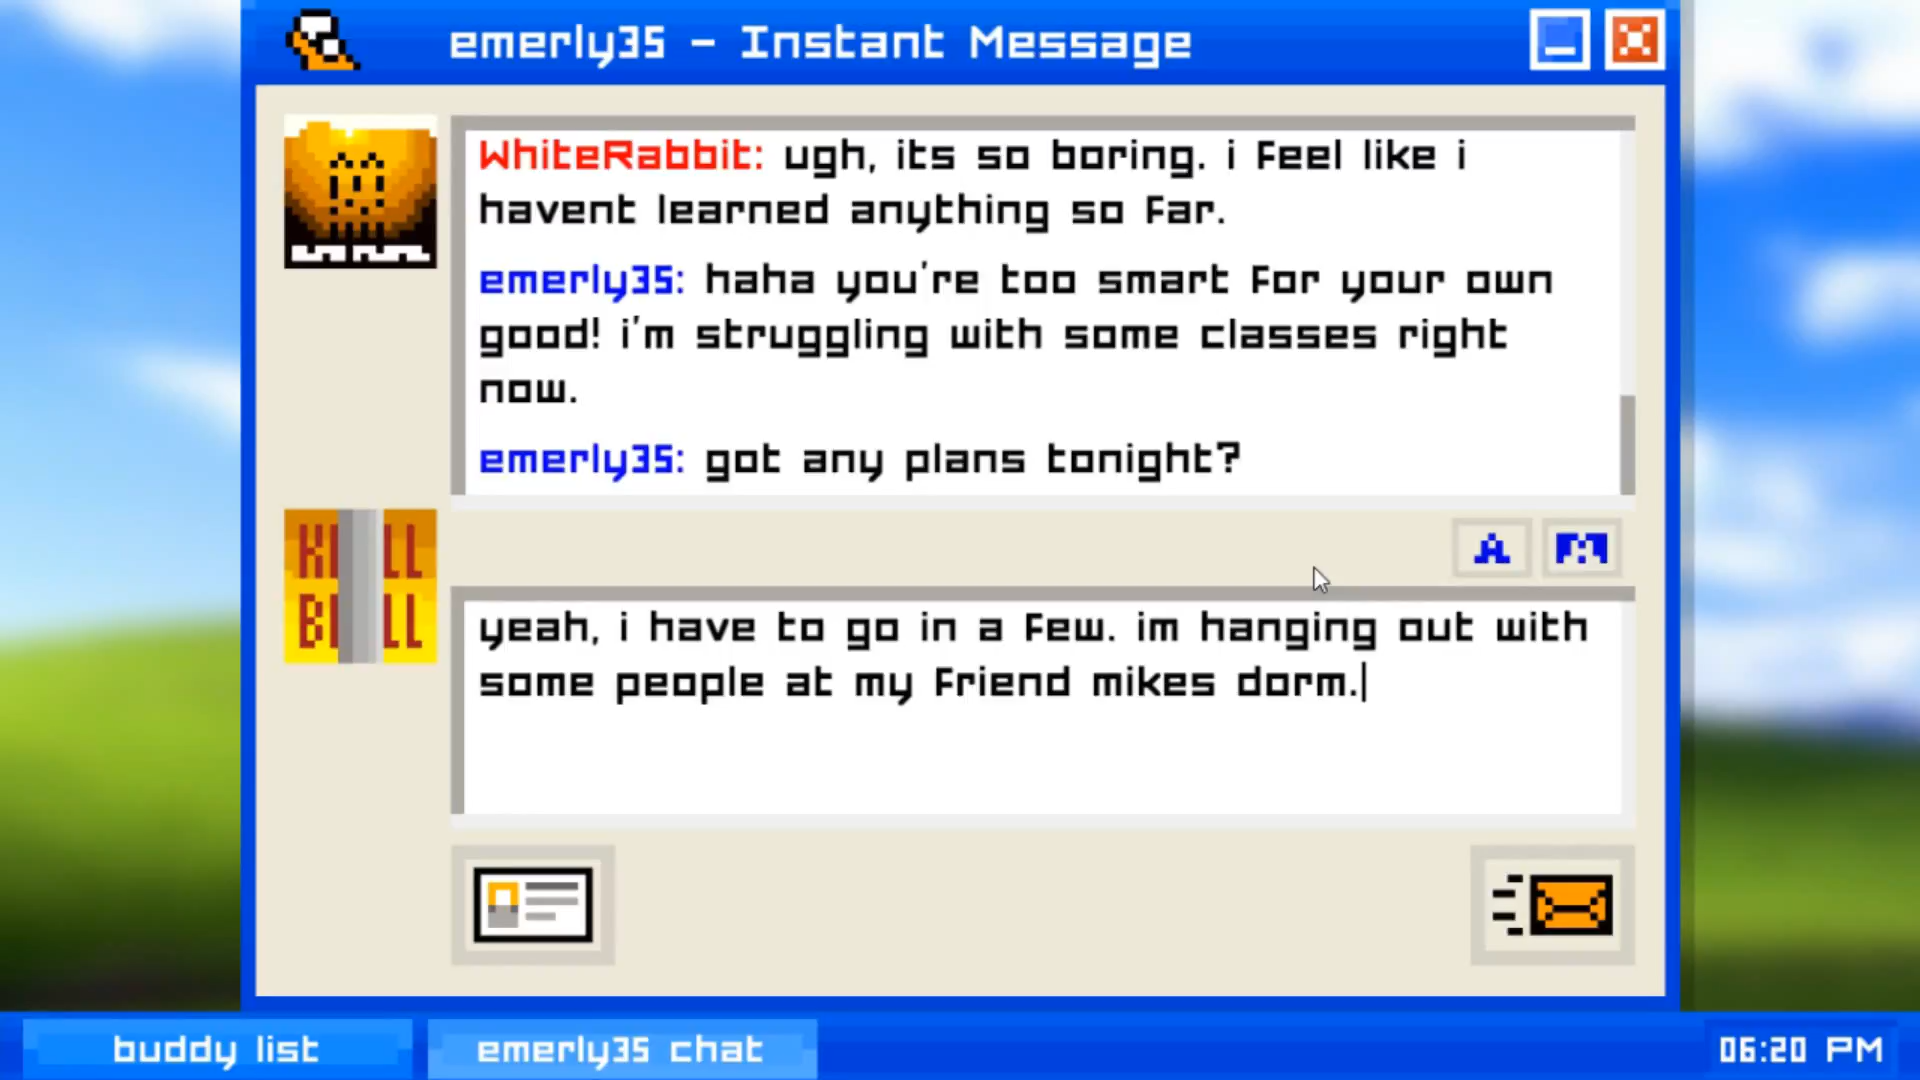 emerly35 - Instant Message
WhiteRabbit: ugh, its so boring. i feel like i
havent learned anything so far.
emerly35: haha you're too smart for your own
good! i'm struggling with some classes right
now.
emerly35: got any plans tonight?
KILL
BILL
A
yeah, i have to go in a few. im hanging out with
some people at my friend mikes dorm.
buddy list
emerly35 chat
06:20 PM